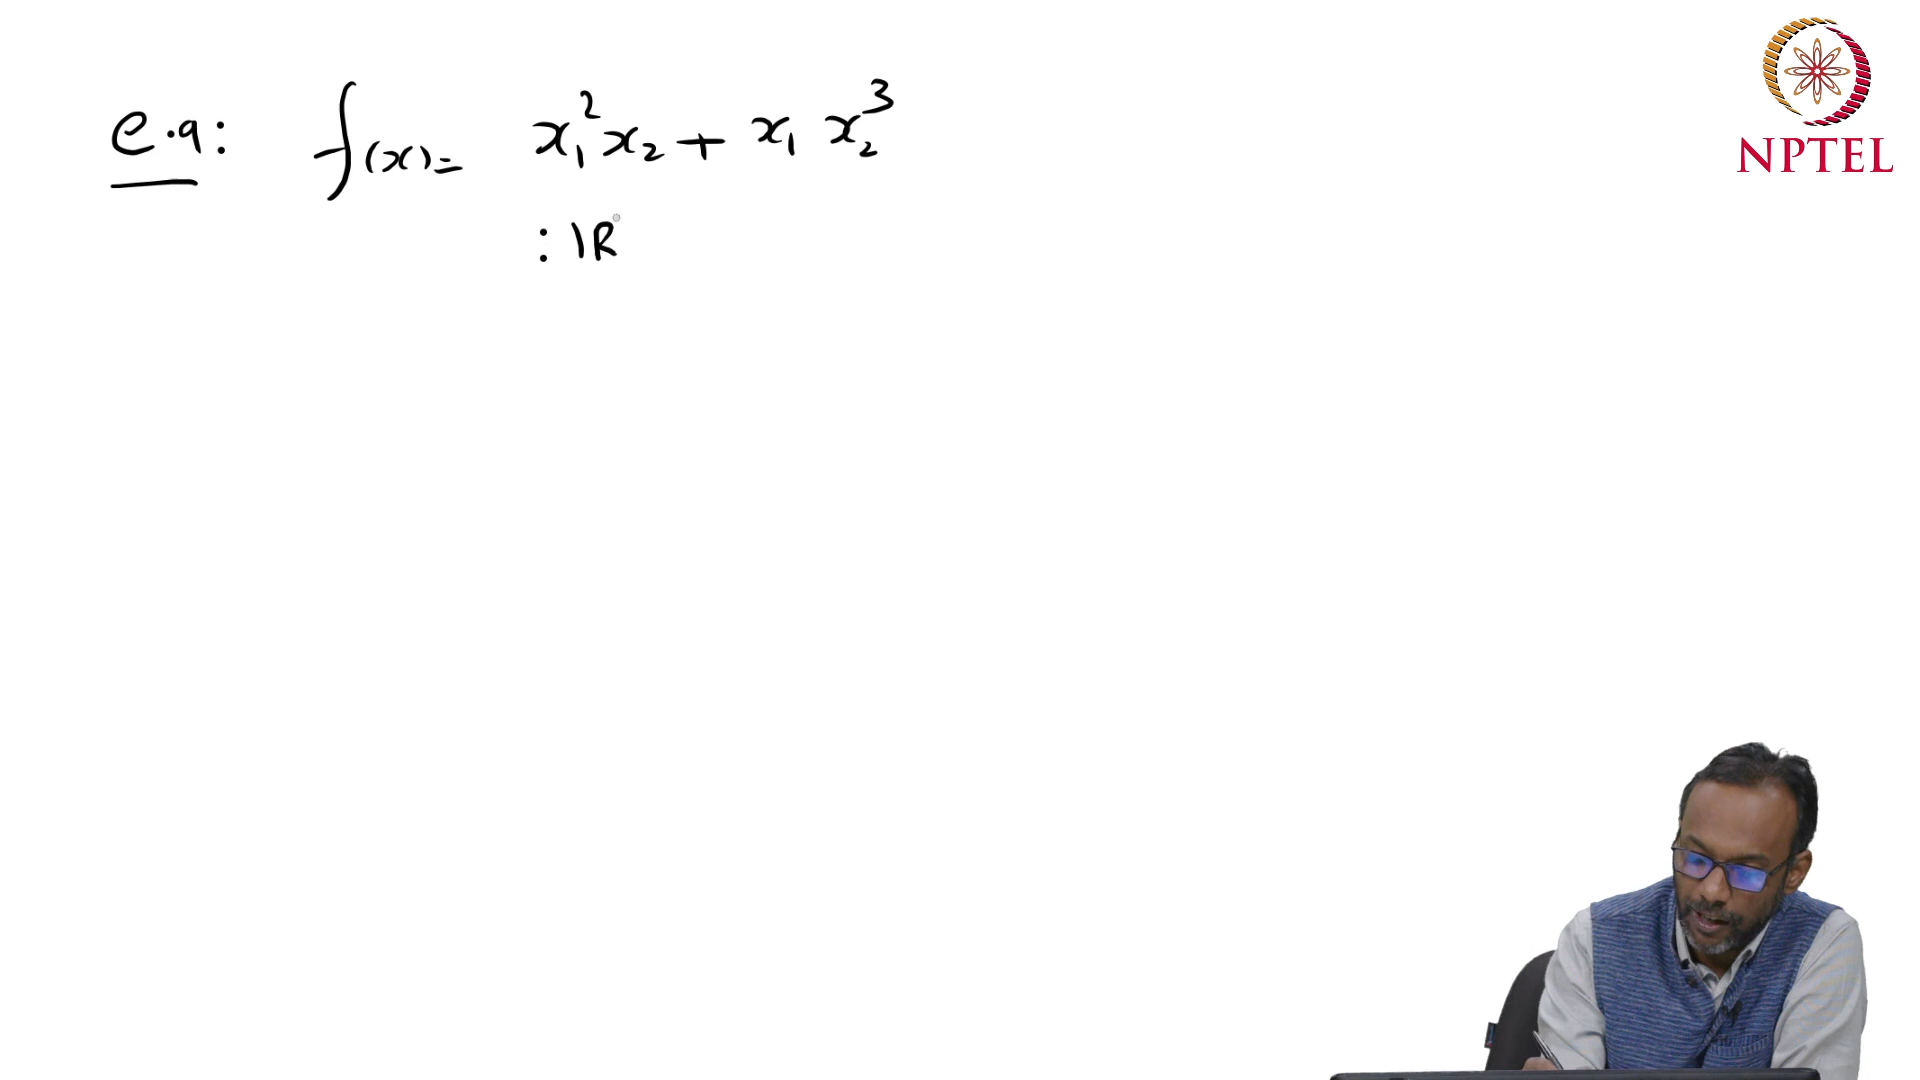 e.g: f(x) = x₁²x₂ + x₁ x₂³
: ℝ
NPTEL